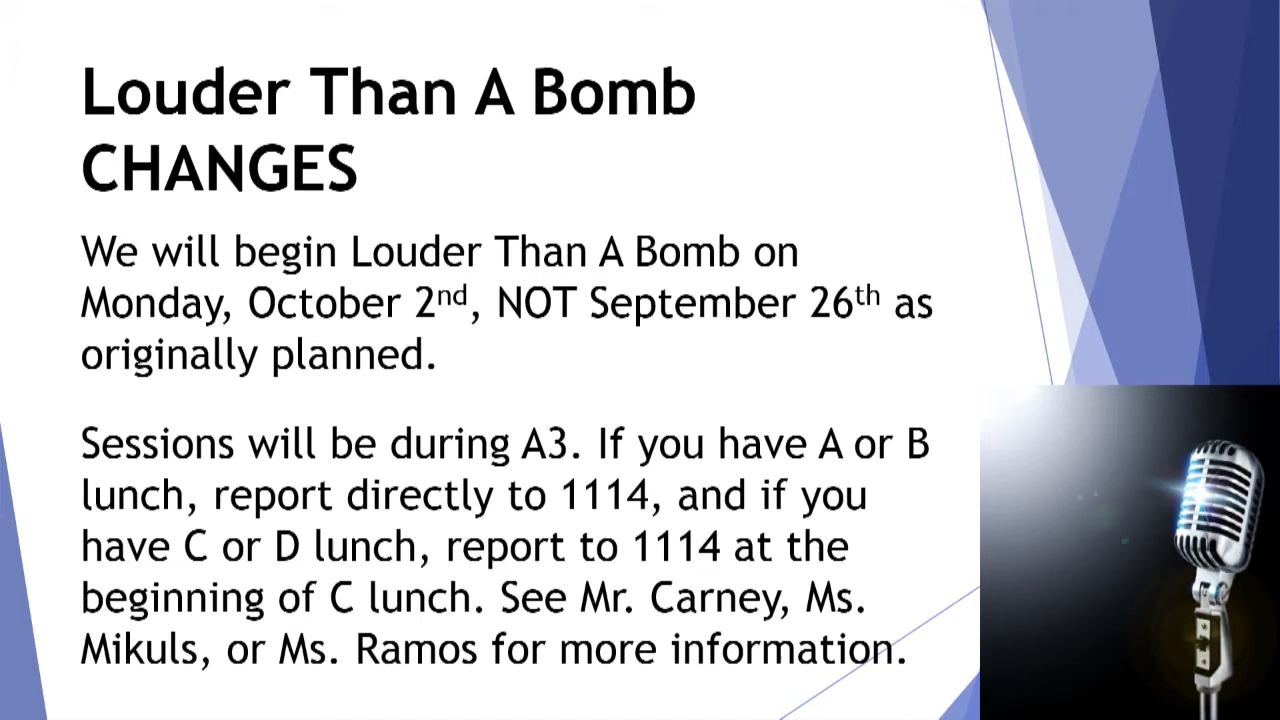 Louder Than A Bomb
CHANGES
We will begin Louder Than A Bomb on
Monday, October 2nd, NOT September 26th as
originally planned.
Sessions will be during A3. If you have A or B
lunch, report directly to 1114, and if you
have C or D lunch, report to 1114 at the
beginning of C lunch. See Mr. Carney, Ms.
Mikuls, or Ms. Ramos for more information.